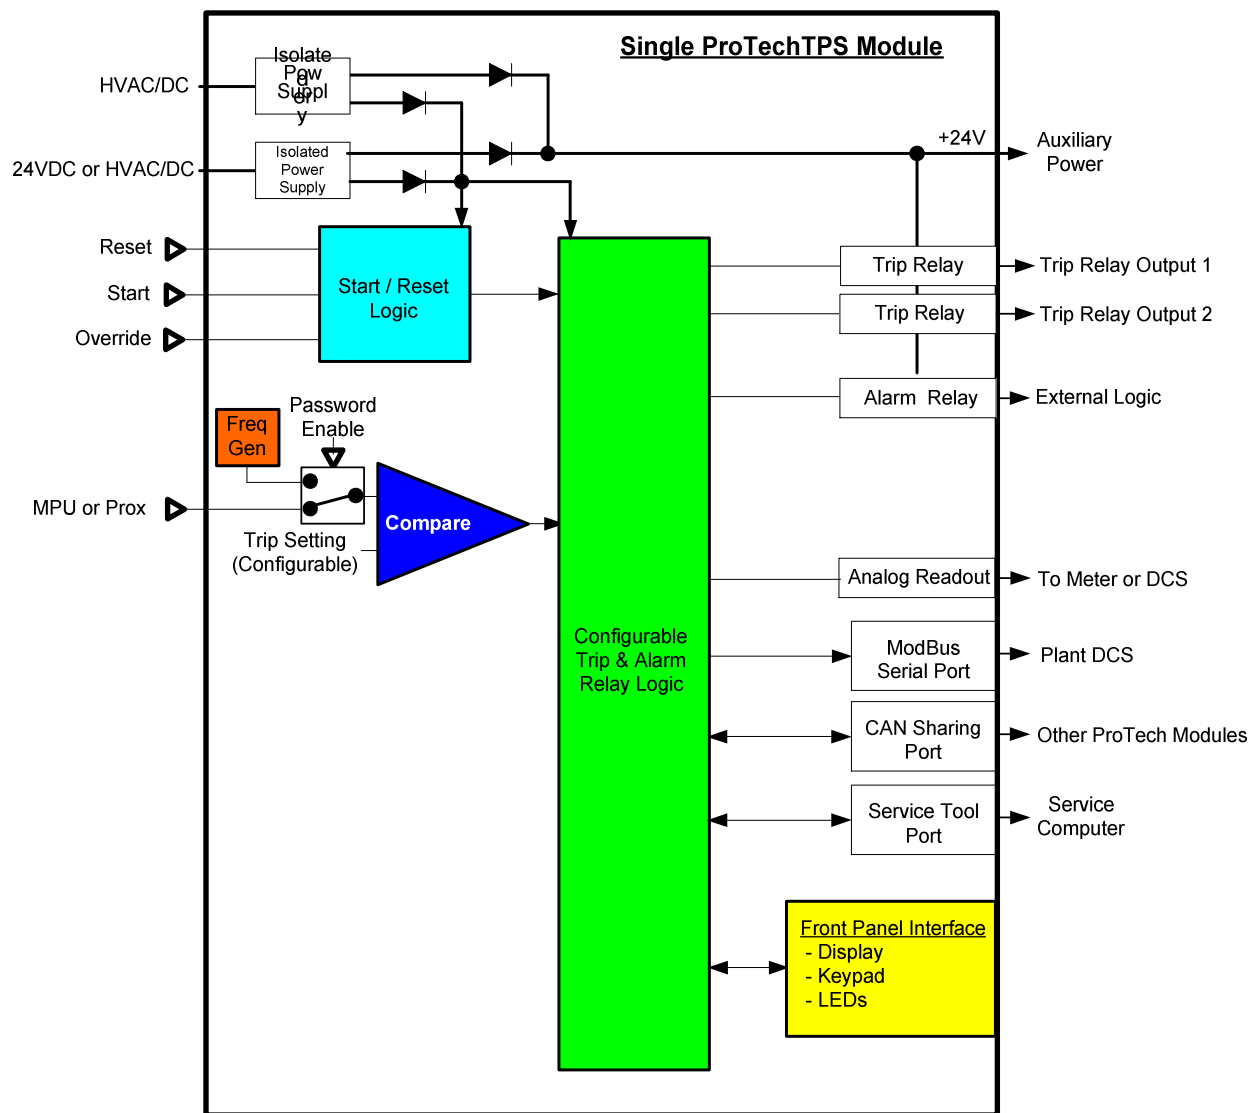 Single ProTechTPS Module
Isolate
d
Pow
er
Suppl
y
HVAC/DC
Isolated
Power
Supply
24VDC or HVAC/DC
+24V
Auxiliary
Power
Reset
Start
Override
Start / Reset
Logic
Trip Relay
Trip Relay Output 1
Trip Relay
Trip Relay Output 2
Alarm Relay
External Logic
Password
Enable
Freq
Gen
MPU or Prox
Compare
Trip Setting
(Configurable)
Configurable
Trip & Alarm
Relay Logic
Analog Readout
To Meter or DCS
ModBus
Serial Port
Plant DCS
CAN Sharing
Port
Other ProTech Modules
Service Tool
Port
Service
Computer
Front Panel Interface
- Display
- Keypad
- LEDs